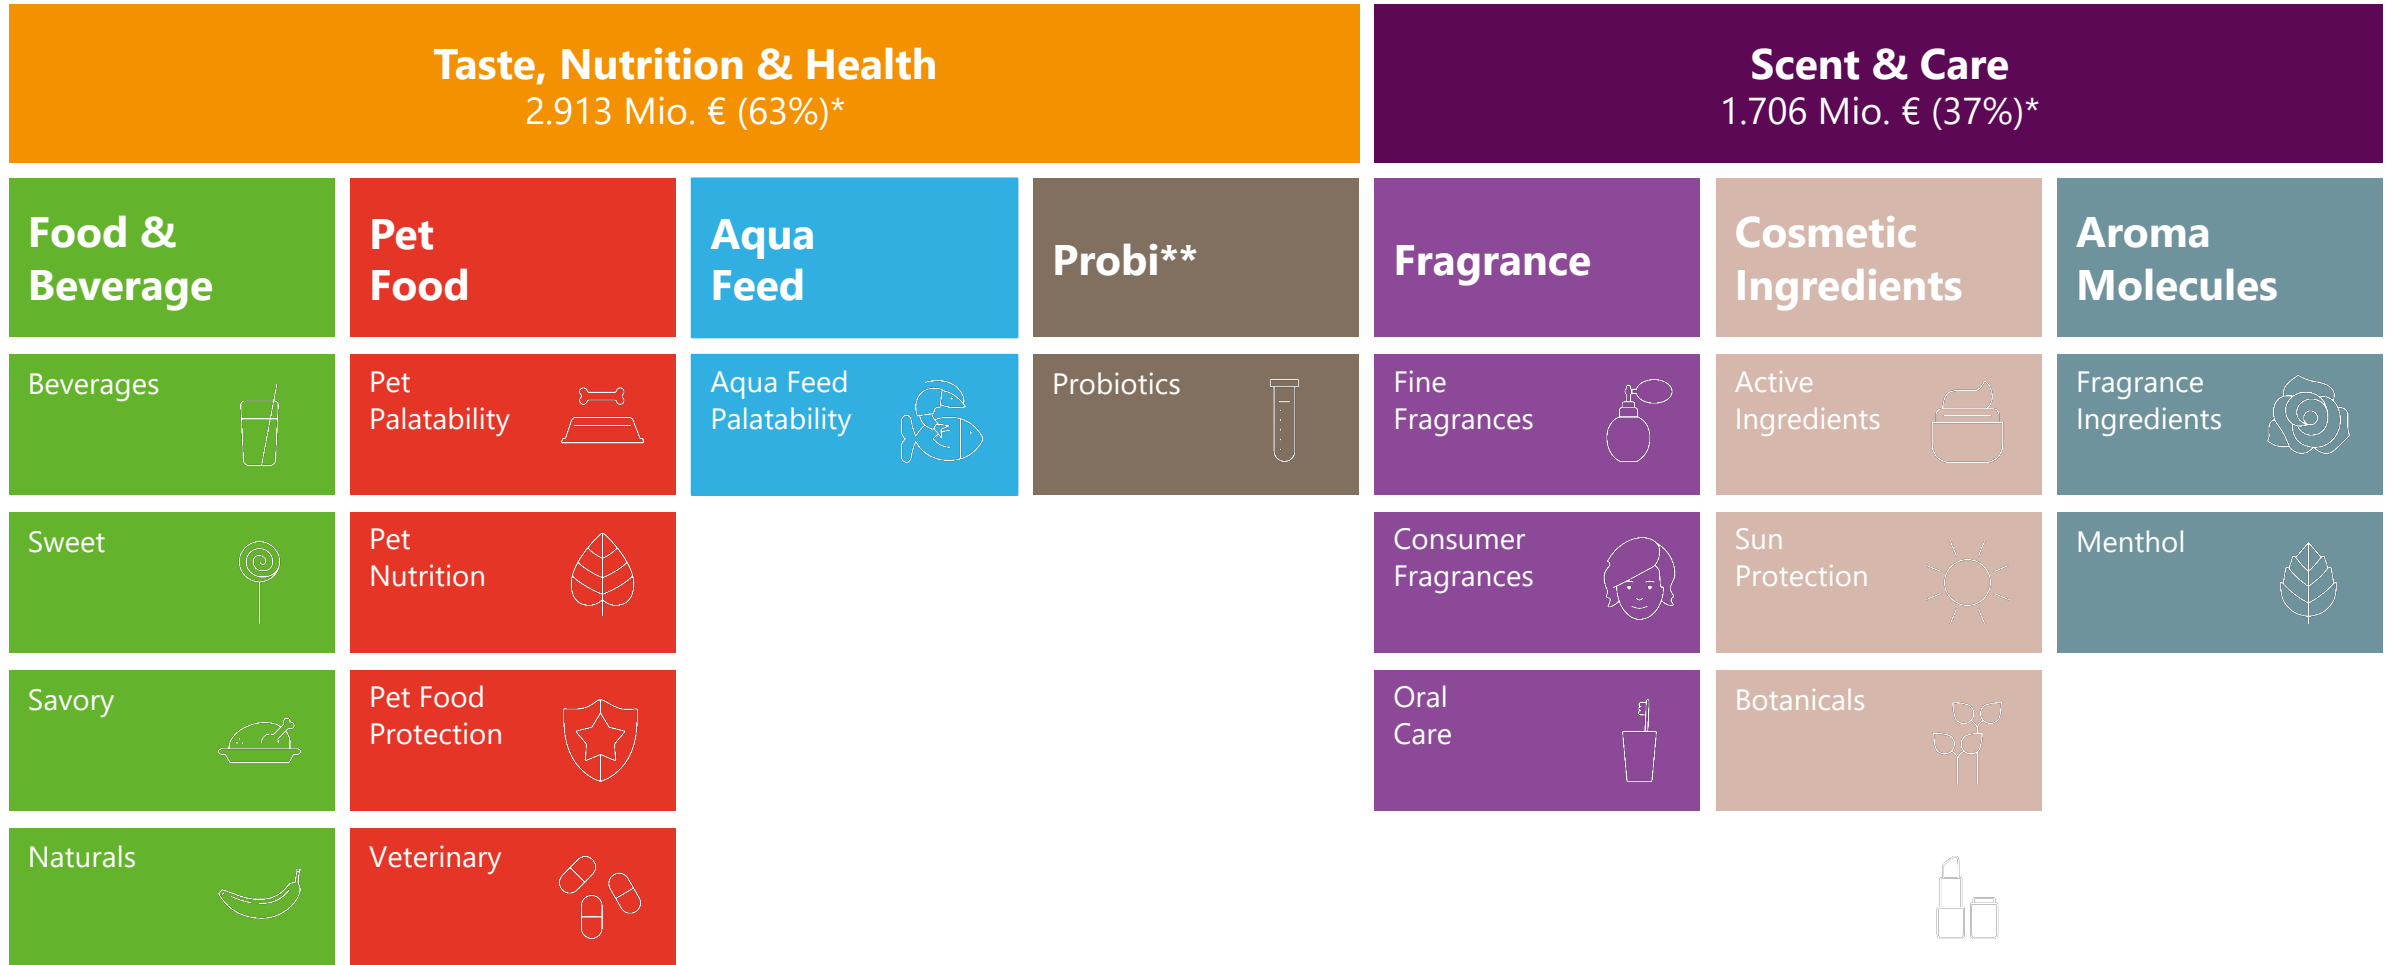 Taste, Nutrition & Health
2.913 Mio. € (63%)*
Scent & Care
1.706 Mio. € (37%)*
Food &
Beverage
Pet
Food
Aqua
Feed
Probi**
Fragrance
Cosmetic
Ingredients
Aroma
Molecules
Beverages
Pet
Palatability
Aqua Feed
Palatability
Probiotics
Fine
Fragrances
Active
Ingredients
Fragrance
Ingredients
Sweet
Pet
Nutrition
Consumer
Fragrances
Sun
Protection
Menthol
Savory
Pet Food
Protection
Oral
Care
Botanicals
Naturals
Veterinary